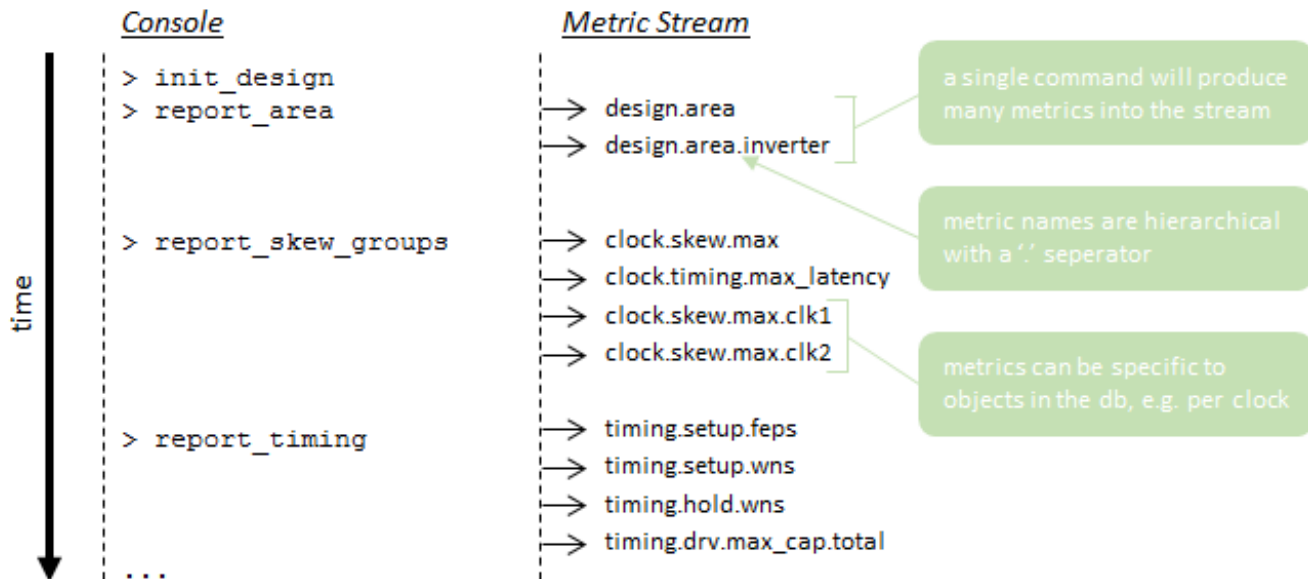 Console
Metric Stream
> init_design
> report_area
design.area
design.area.inverter
a single command will produce
many metrics into the stream
metric names are hierarchical
with a ‘.’ seperator
> report_skew_groups
clock.skew.max
clock.timing.max_latency
clock.skew.max.clk1
clock.skew.max.clk2
metrics can be specific to
objects in the db, e.g. per clock
> report_timing
timing.setup.feps
timing.setup.wns
timing.hold.wns
timing.drv.max_cap.total
...
time